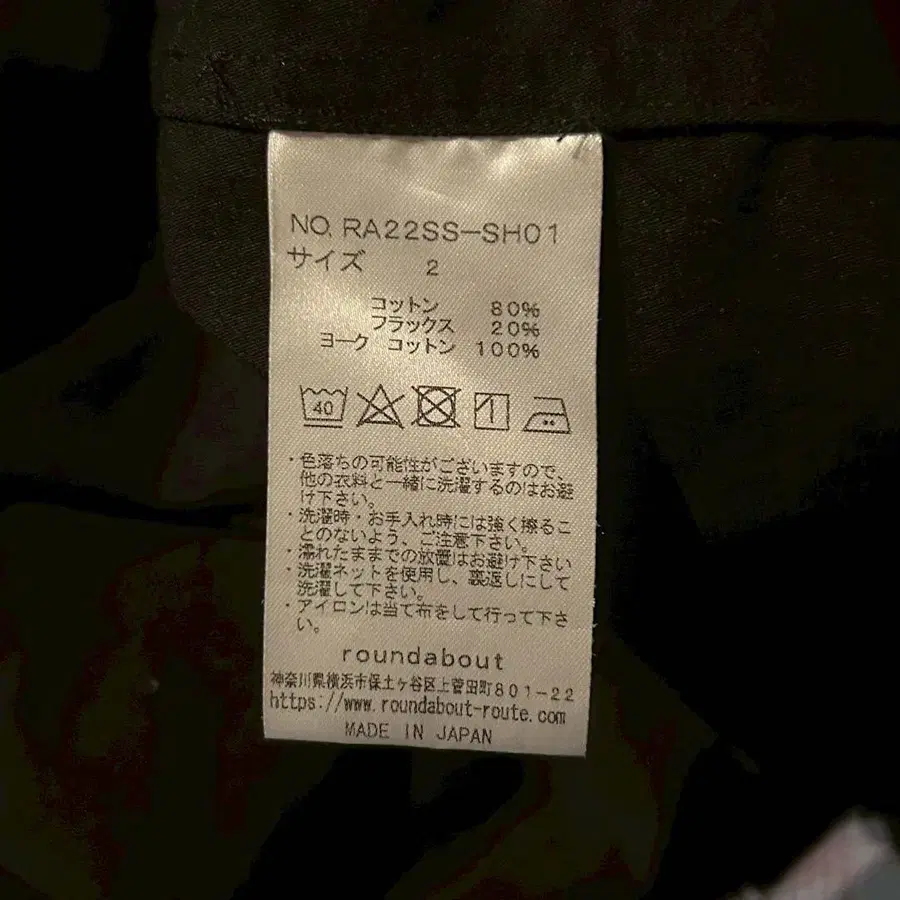 NO. RA22SS-SH01
サイズ 2
コットン 80%
フラックス 20%
ヨーク コットン 100%
40
・色落ちの可能性がございますので、
他の衣料と一緒に洗濯するのはお避
け下さい。
・洗濯時・お手入れ時には強く擦るこ
とのないよう、ご注意下さい。
・濡れたままでの放置はお避け下さい
・洗濯ネットを使用し、裏返しにして
洗濯して下さい。
・アイロンは当て布をして行って下さ
い。
roundabout
神奈川県横浜市保土ヶ谷区上菅田町801-22
https://www.roundabout-route.com
MADE IN JAPAN